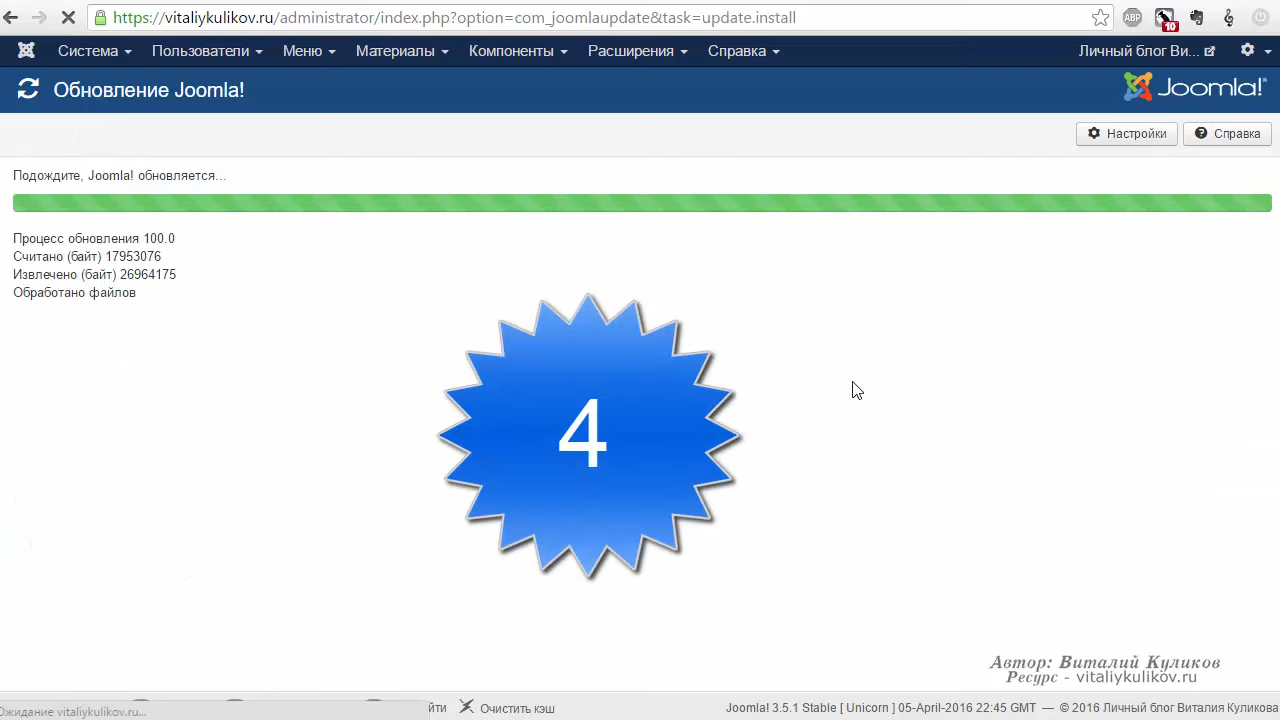 https://vitaliykulikov.ru/administrator/index.php?option=com_joomlaupdate&task=update.install
ABP
10
Система Пользователи Меню Материалы Компоненты Расширения Справка Личный блог Ви...
Обновление Joomla!
Joomla!®
Настройки Справка
Подождите, Joomla! обновляется...
Процесс обновления 100.0
Считано (байт) 17953076
Извлечено (байт) 26964175
Обработано файлов
4
Автор: Виталий Куликов
Ресурс - vitaliykulikov.ru
Очистить кэш Joomla! 3.5.1 Stable [ Unicorn ] 05-April-2016 22:45 GMT — © 2016 Личный блог Виталия Куликова
Ожидание vitaliykulikov.ru...